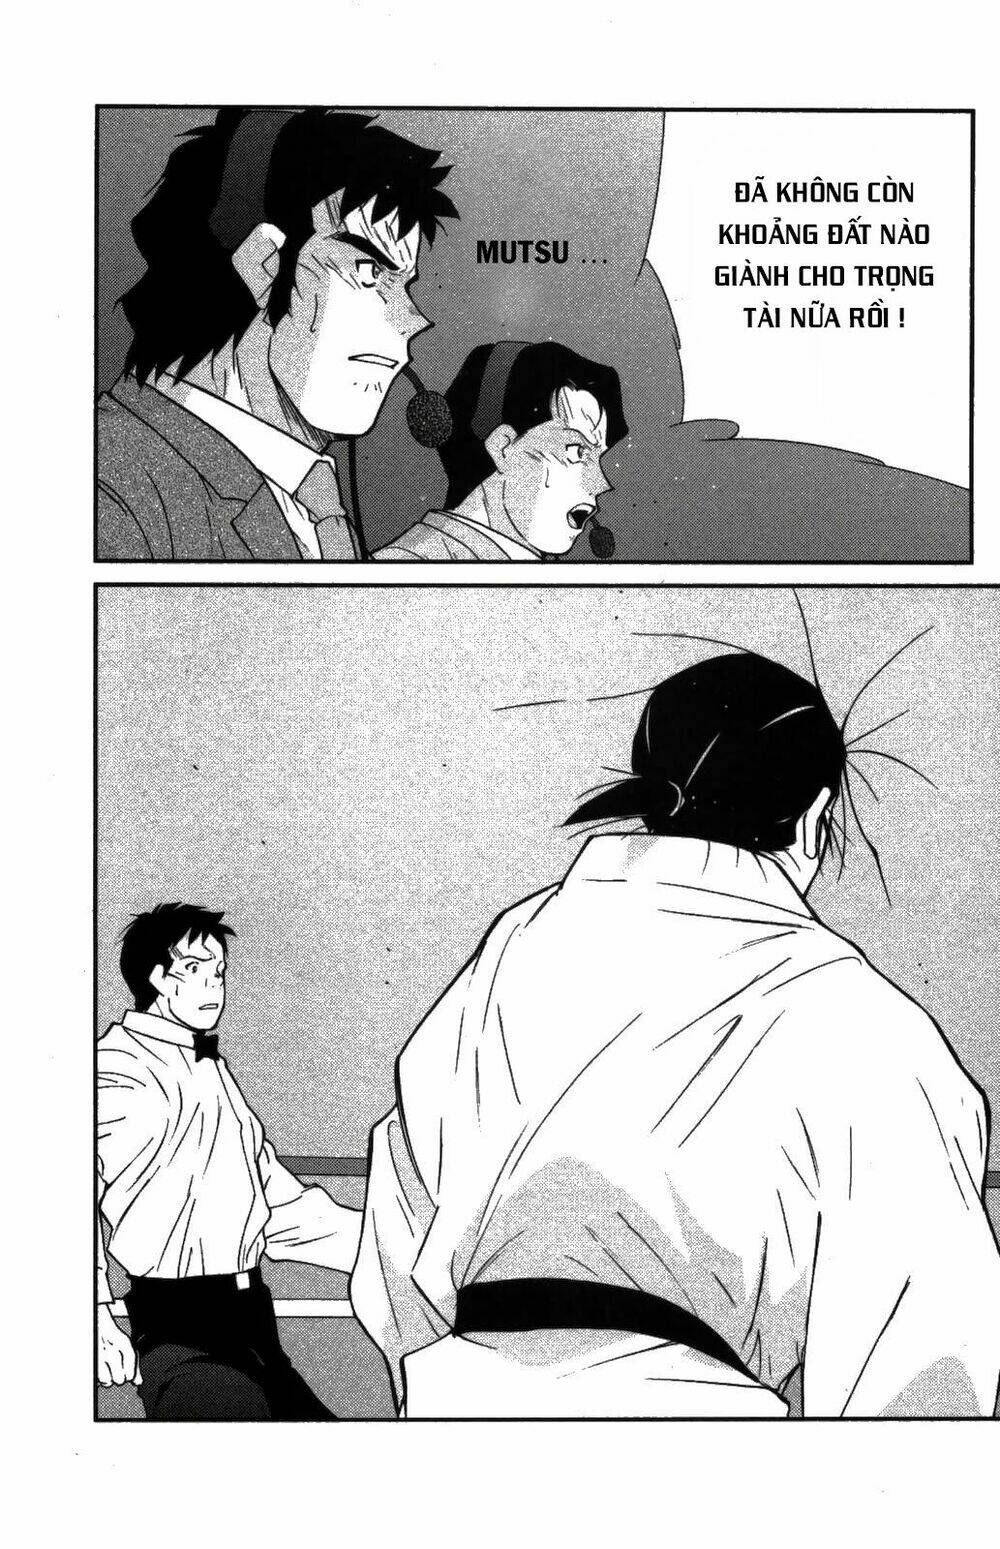 ĐÃ KHÔNG CÒN
KHOẢNG ĐẤT NÀO
GIÀNH CHO TRỌNG
TÀI NỮA RỒI !
MUTSU ...